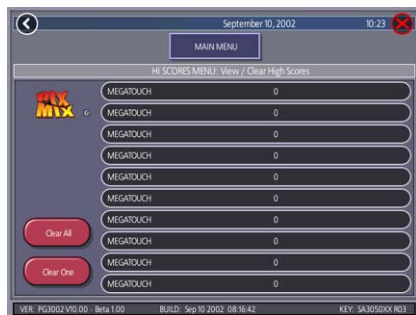 September 10, 2002 10:23
MAIN MENU
HI SCORES MENU: View / Clear High Scores
PIX
MIX
MEGATOUCH 0
MEGATOUCH 0
MEGATOUCH 0
MEGATOUCH 0
MEGATOUCH 0
MEGATOUCH 0
MEGATOUCH 0
MEGATOUCH 0
MEGATOUCH 0
MEGATOUCH 0
Clear All
Clear One
VER: PG3002 V10.00 - Beta 1.00 BUILD: Sep 10 2002 08:16:42 KEY: SA3050XX R03